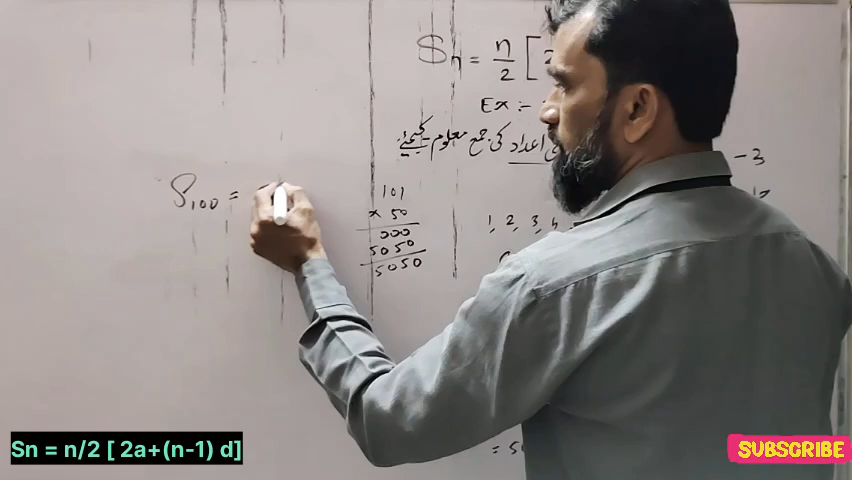 Sn = n/2 [ 2
Ex :-
اعداد کی جمع معلوم کیجئے
- 3
S100 =
101
× 50
000
5050
5050
1, 2, 3, 4
Sn = n/2 [ 2a+(n-1) d]
SUBSCRIBE